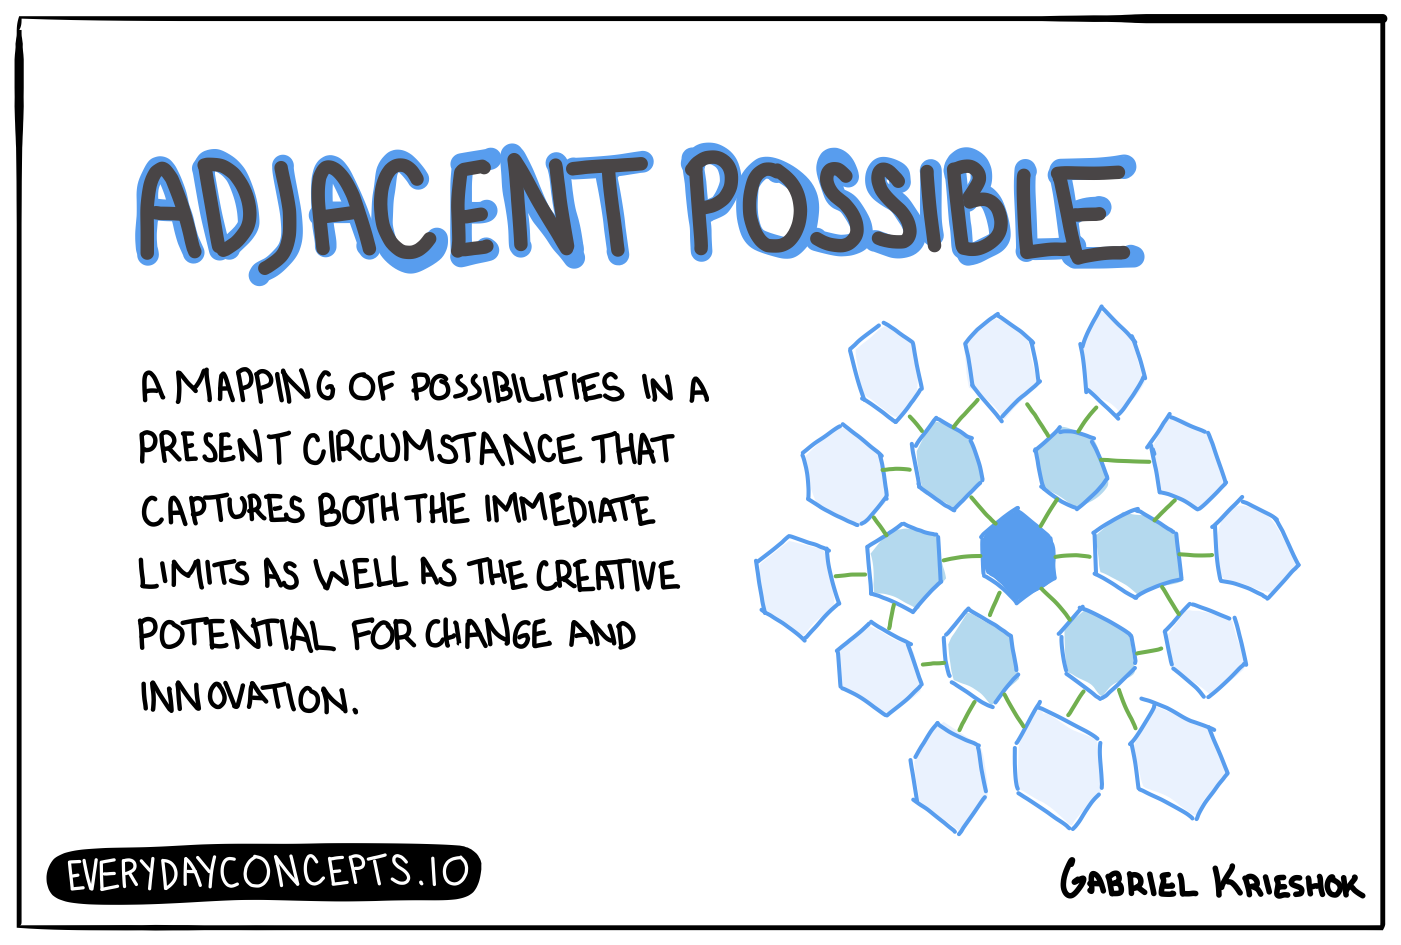 ADJACENT POSSIBLE
A MAPPING OF POSSIBILITIES IN A
PRESENT CIRCUMSTANCE THAT
CAPTURES BOTH THE IMMEDIATE
LIMITS AS WELL AS THE CREATIVE
POTENTIAL FOR CHANGE AND
INNOVATION.
EVERYDAYCONCEPTS.IO
GABRIEL KRIESHOK